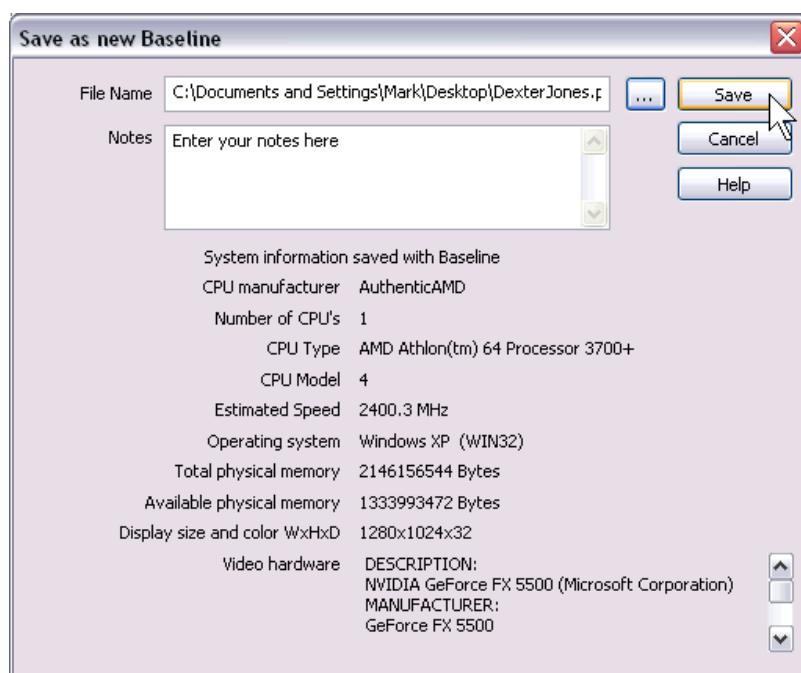 Save as new Baseline
File Name C:\Documents and Settings\Mark\Desktop\DexterJones.p ... Save
Notes Enter your notes here Cancel
Help
System information saved with Baseline
CPU manufacturer AuthenticAMD
Number of CPU's 1
CPU Type AMD Athlon(tm) 64 Processor 3700+
CPU Model 4
Estimated Speed 2400.3 MHz
Operating system Windows XP (WIN32)
Total physical memory 2146156544 Bytes
Available physical memory 1333993472 Bytes
Display size and color WxHxD 1280x1024x32
Video hardware DESCRIPTION:
NVIDIA GeForce FX 5500 (Microsoft Corporation)
MANUFACTURER:
GeForce FX 5500